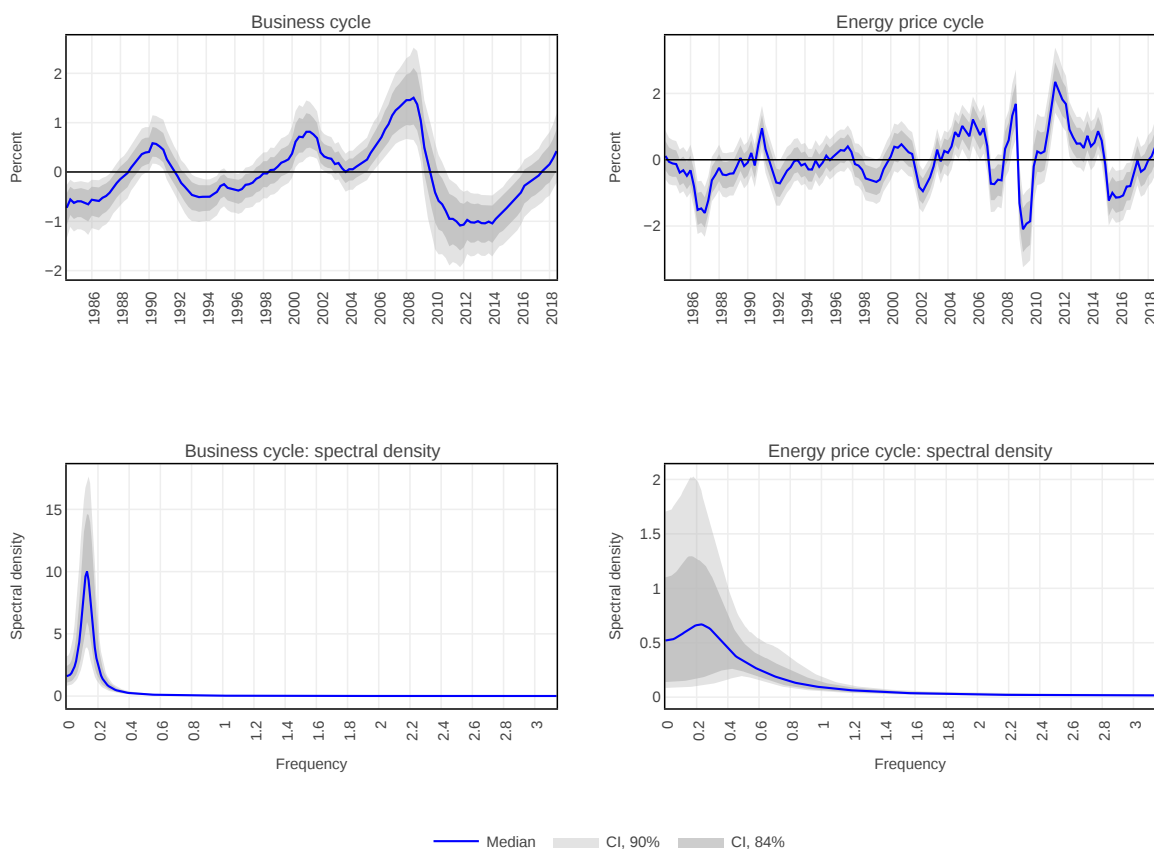 Business cycle
Energy price cycle
Percent
2
1
0
−1
−2
1986 1988 1990 1992 1994 1996 1998 2000 2002 2004 2006 2008 2010 2012 2014 2016 2018
Percent
2
0
−2
1986 1988 1990 1992 1994 1996 1998 2000 2002 2004 2006 2008 2010 2012 2014 2016 2018
Business cycle: spectral density
Energy price cycle: spectral density
Spectral density
15
10
5
0
0 0.2 0.4 0.6 0.8 1 1.2 1.4 1.6 1.8 2 2.2 2.4 2.6 2.8 3
Frequency
Spectral density
2
1.5
1
0.5
0
0 0.2 0.4 0.6 0.8 1 1.2 1.4 1.6 1.8 2 2.2 2.4 2.6 2.8 3
Frequency
Median CI, 90% CI, 84%